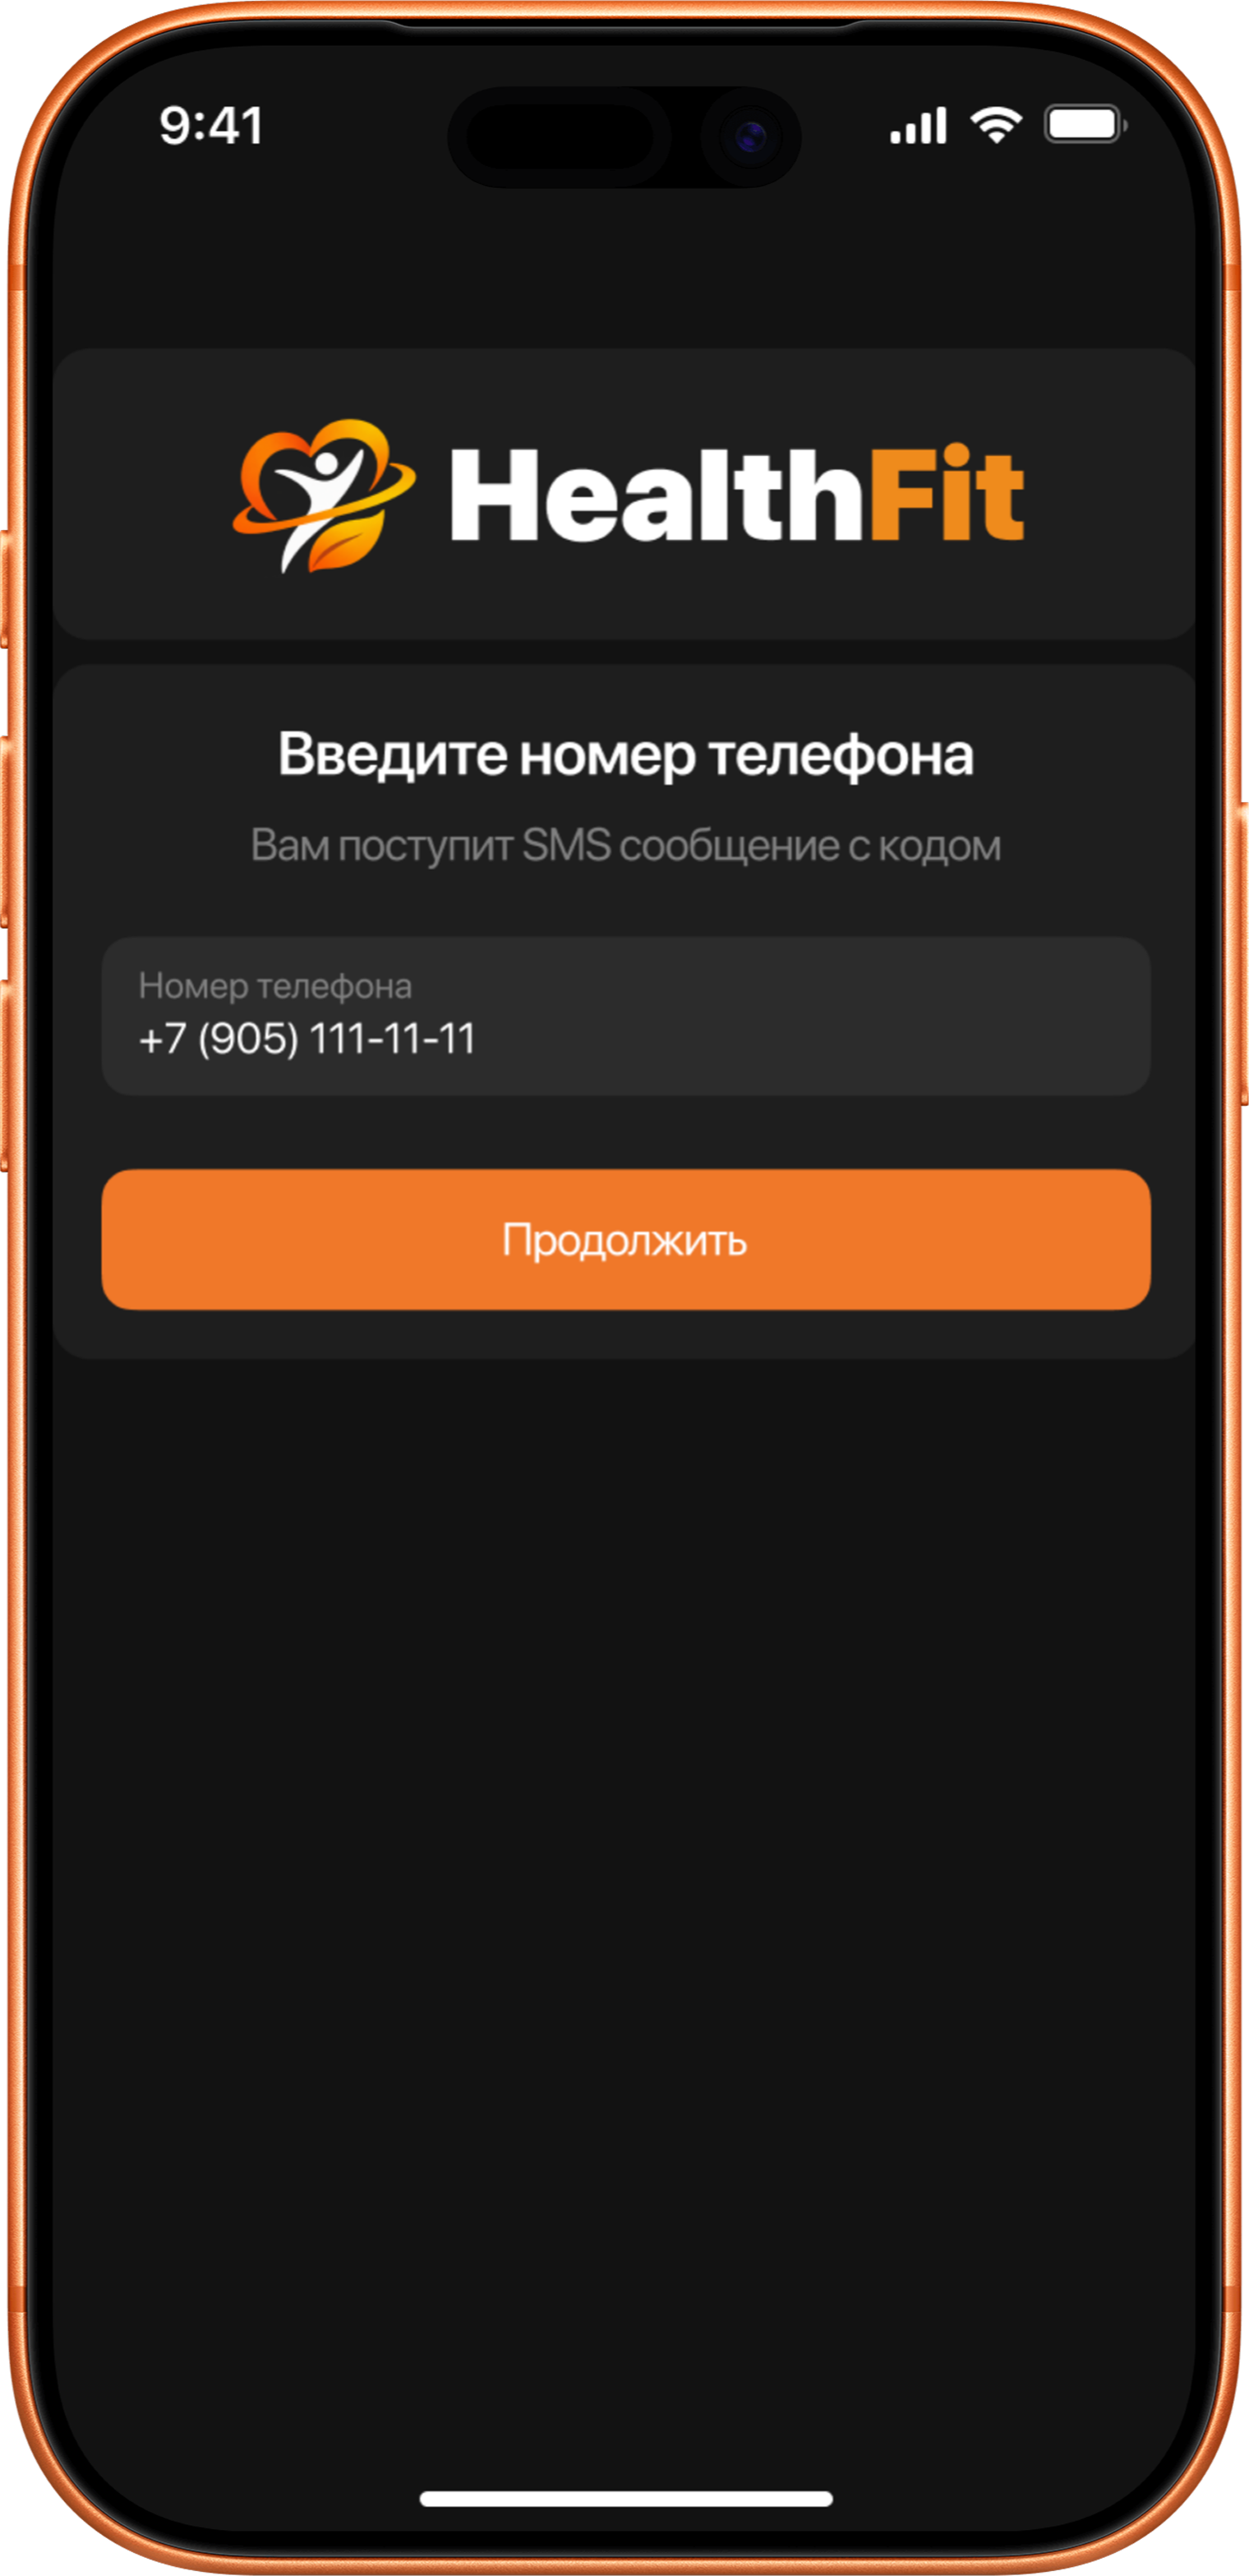 9:41
HealthFit
Введите номер телефона
Вам поступит SMS сообщение с кодом
Номер телефона
+7 (905) 111-11-11
Продолжить